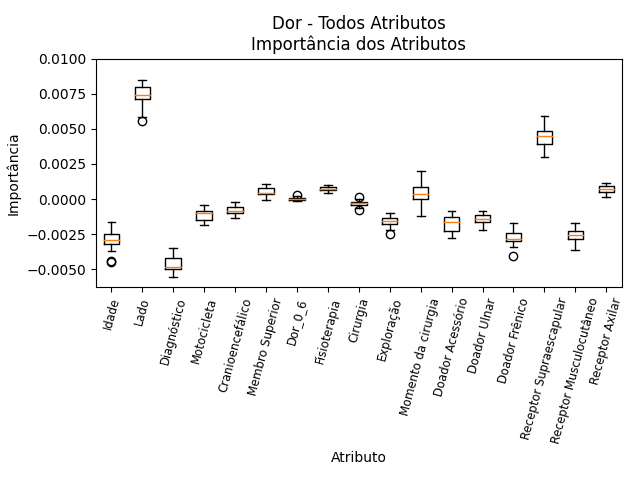 Dor - Todos Atributos
Importância dos Atributos
Importância
0.0100
0.0075
0.0050
0.0025
0.0000
−0.0025
−0.0050
Idade
Lado
Diagnóstico
Motocicleta
Cranioencefálico
Membro Superior
Dor_0_6
Fisioterapia
Cirurgia
Exploração
Momento da cirurgia
Doador Acessório
Doador Ulnar
Doador Frênico
Receptor Supraescapular
Receptor Musculocutâneo
Receptor Axilar
Atributo